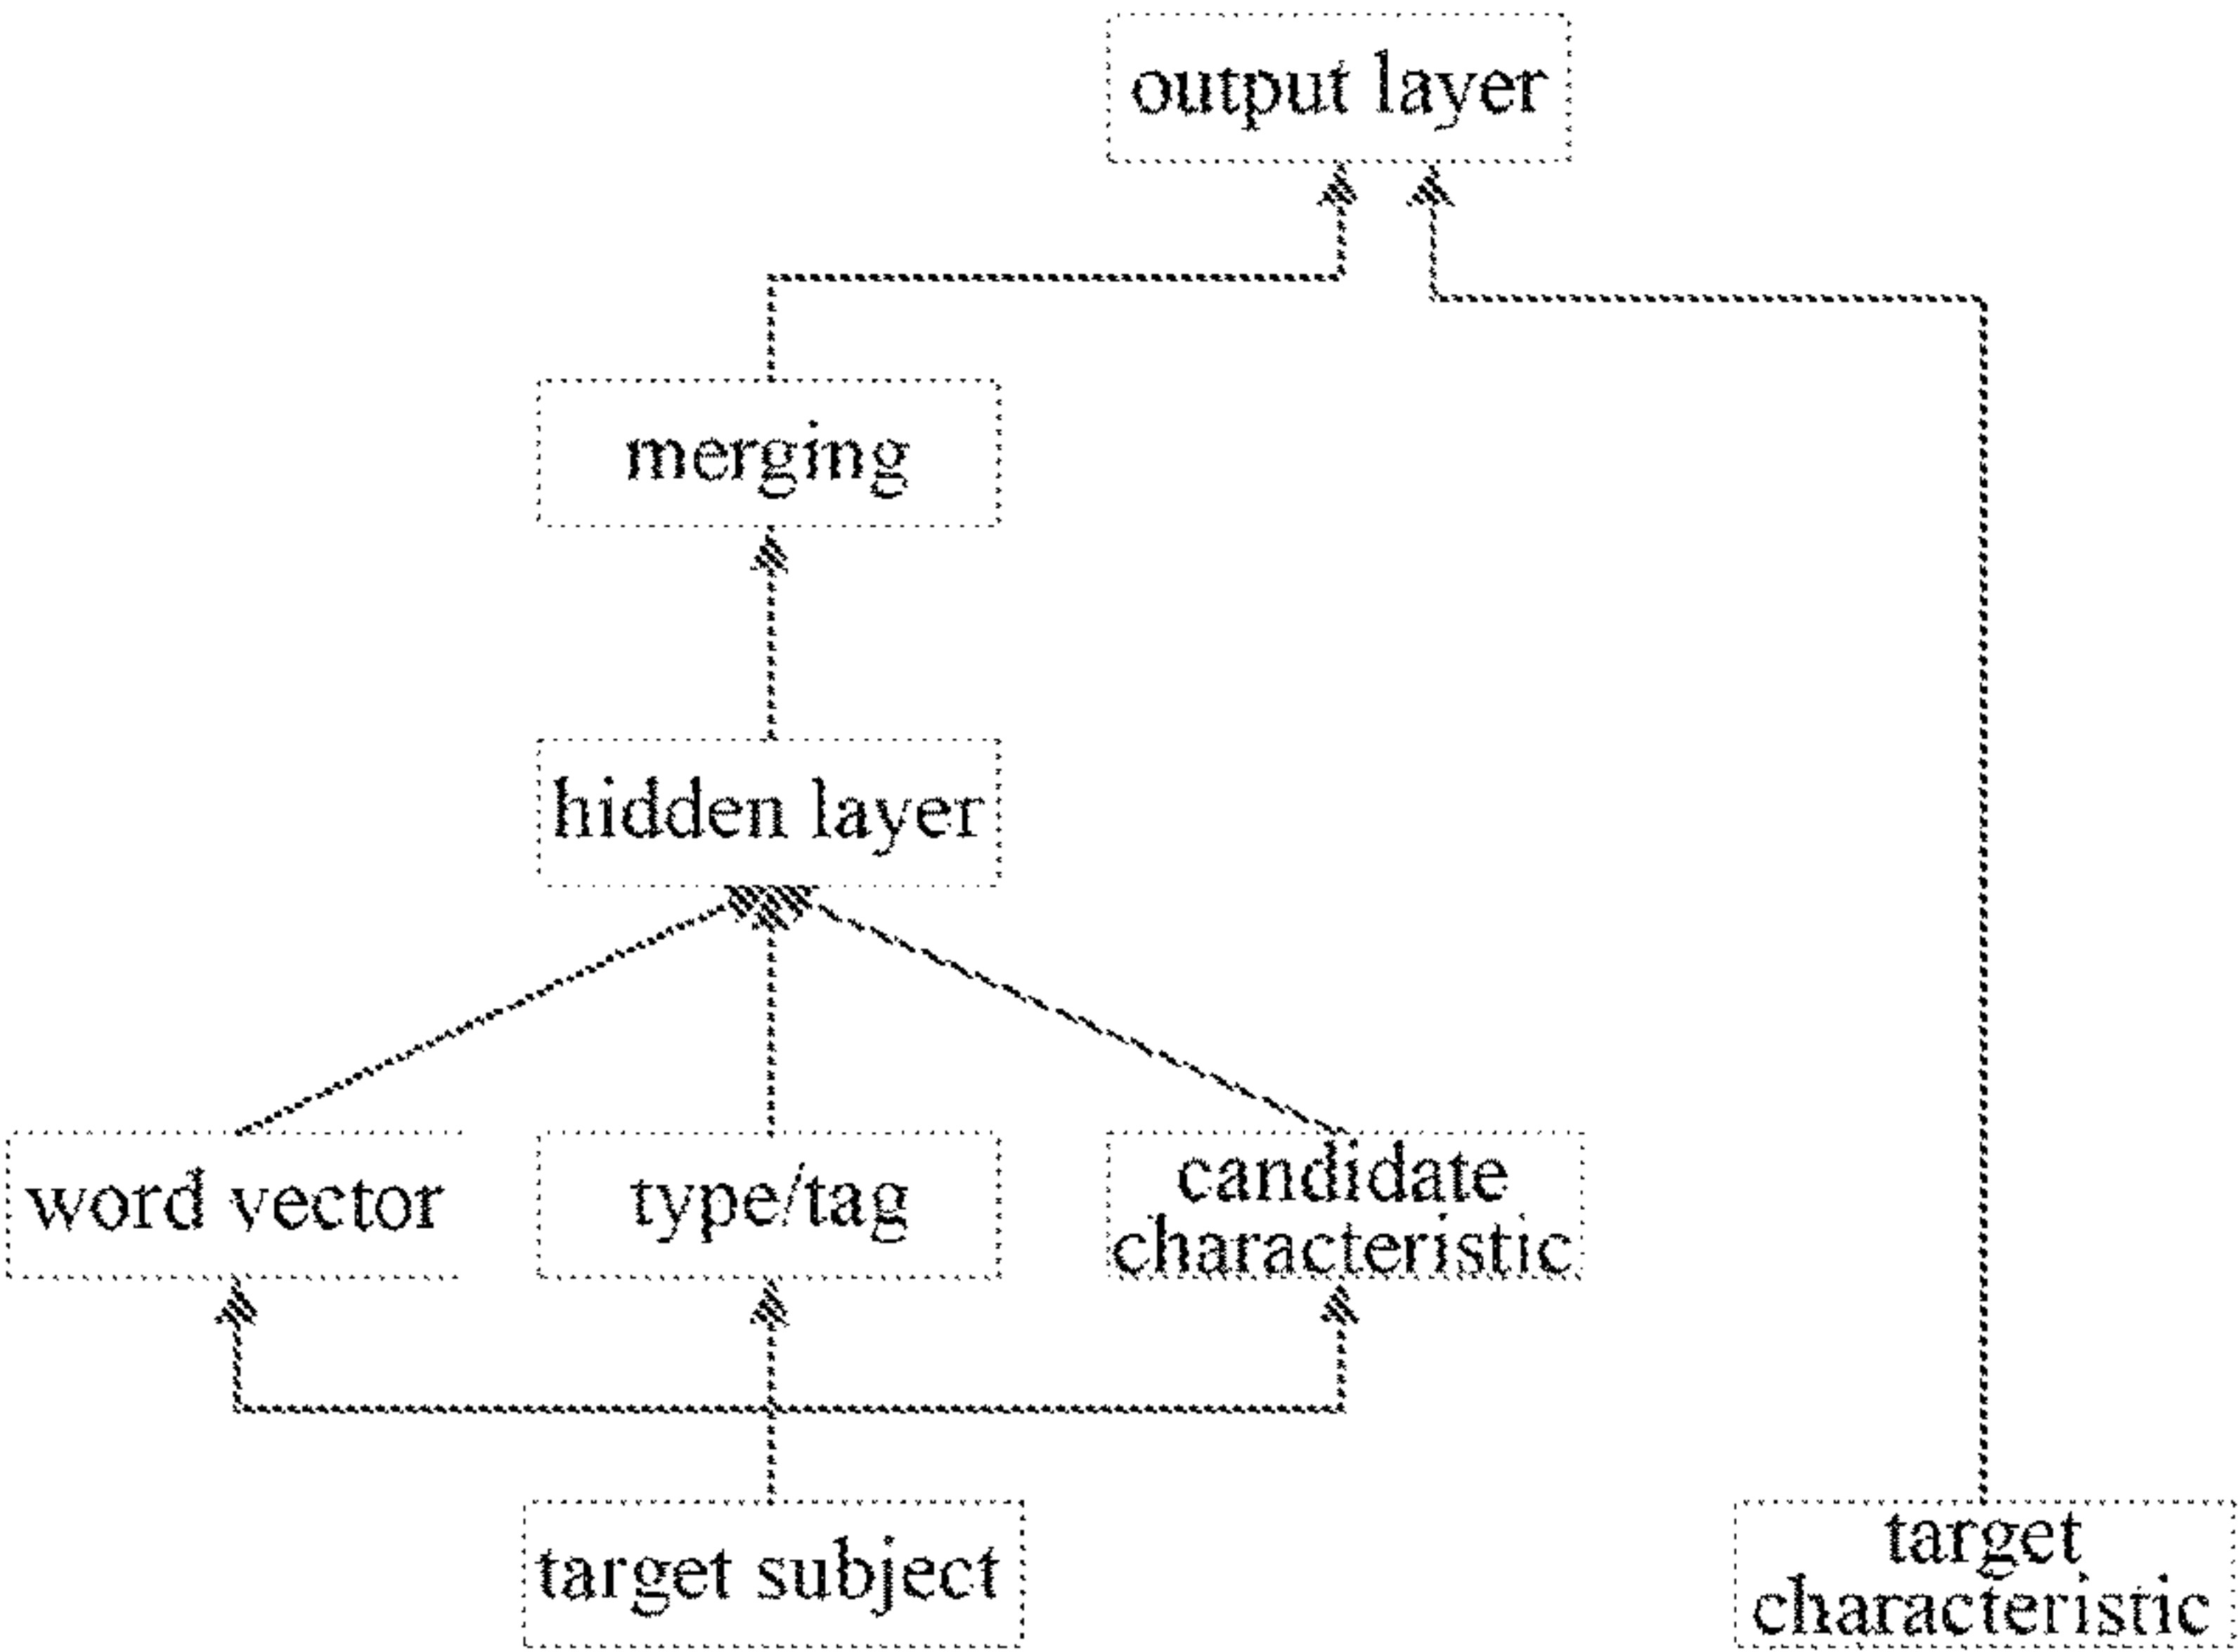 output layer
merging
hidden layer
word vector
type/tag
candidate
characteristic
target subject
target
characteristic